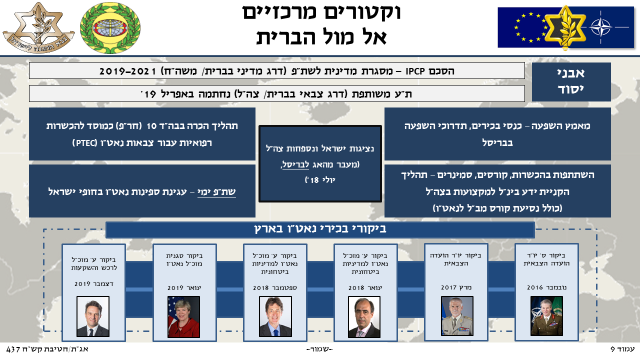 וקטורים מרכזיים
אל מול הברית
אבני
יסוד
הסכם IPCP – מסגרת מדינית לשת"פ (דרג מדיני בברית/ משה"ח) 2019-2021
ת"ע משותפת (דרג צבאי בברית/ צה"ל) נחתמה באפריל 19'
מאמץ השפעה – כנסי בכירים, תדרוכי השפעה
בבריסל
נציגות ישראל ונספחות צה"ל
(מעבר מהאג לבריסל,
יולי 18')
תהליך הכרה בבה"ד 10 (חר"פ) כמוסד להכשרות
רפואיות עבור צבאות נאט"ו (PTEC)
השתתפות בהכשרות, קורסים, סמינרים – תהליך
הקניית ידע בינ"ל למקצועות בצה"ל
(כולל נסיעת קורס מב"ל לנאט"ו)
שת"פ ימי – עגינת ספינות נאט"ו בחופי ישראל
ביקורי בכירי נאט"ו בארץ
ביקור ס' יו"ר
הועדה הצבאית
נובמבר 2016
ביקור יו"ר הועדה
הצבאית
מרץ 2017
ביקור ע' מזכ"ל
נאט"ו למדיניות
ביטחונית
ינואר 2018
ביקור ע' מזכ"ל
נאט"ו למדיניות
ביטחונית
ספטמבר 2018
ביקור סגנית
מזכ"ל נאט"ו
ינואר 2019
ביקור ע' מזכ"ל
לרכש והשקעות
דצמבר 2019
עמוד 9
-שמור-
אג"ת/חטיבת קש"ח 437